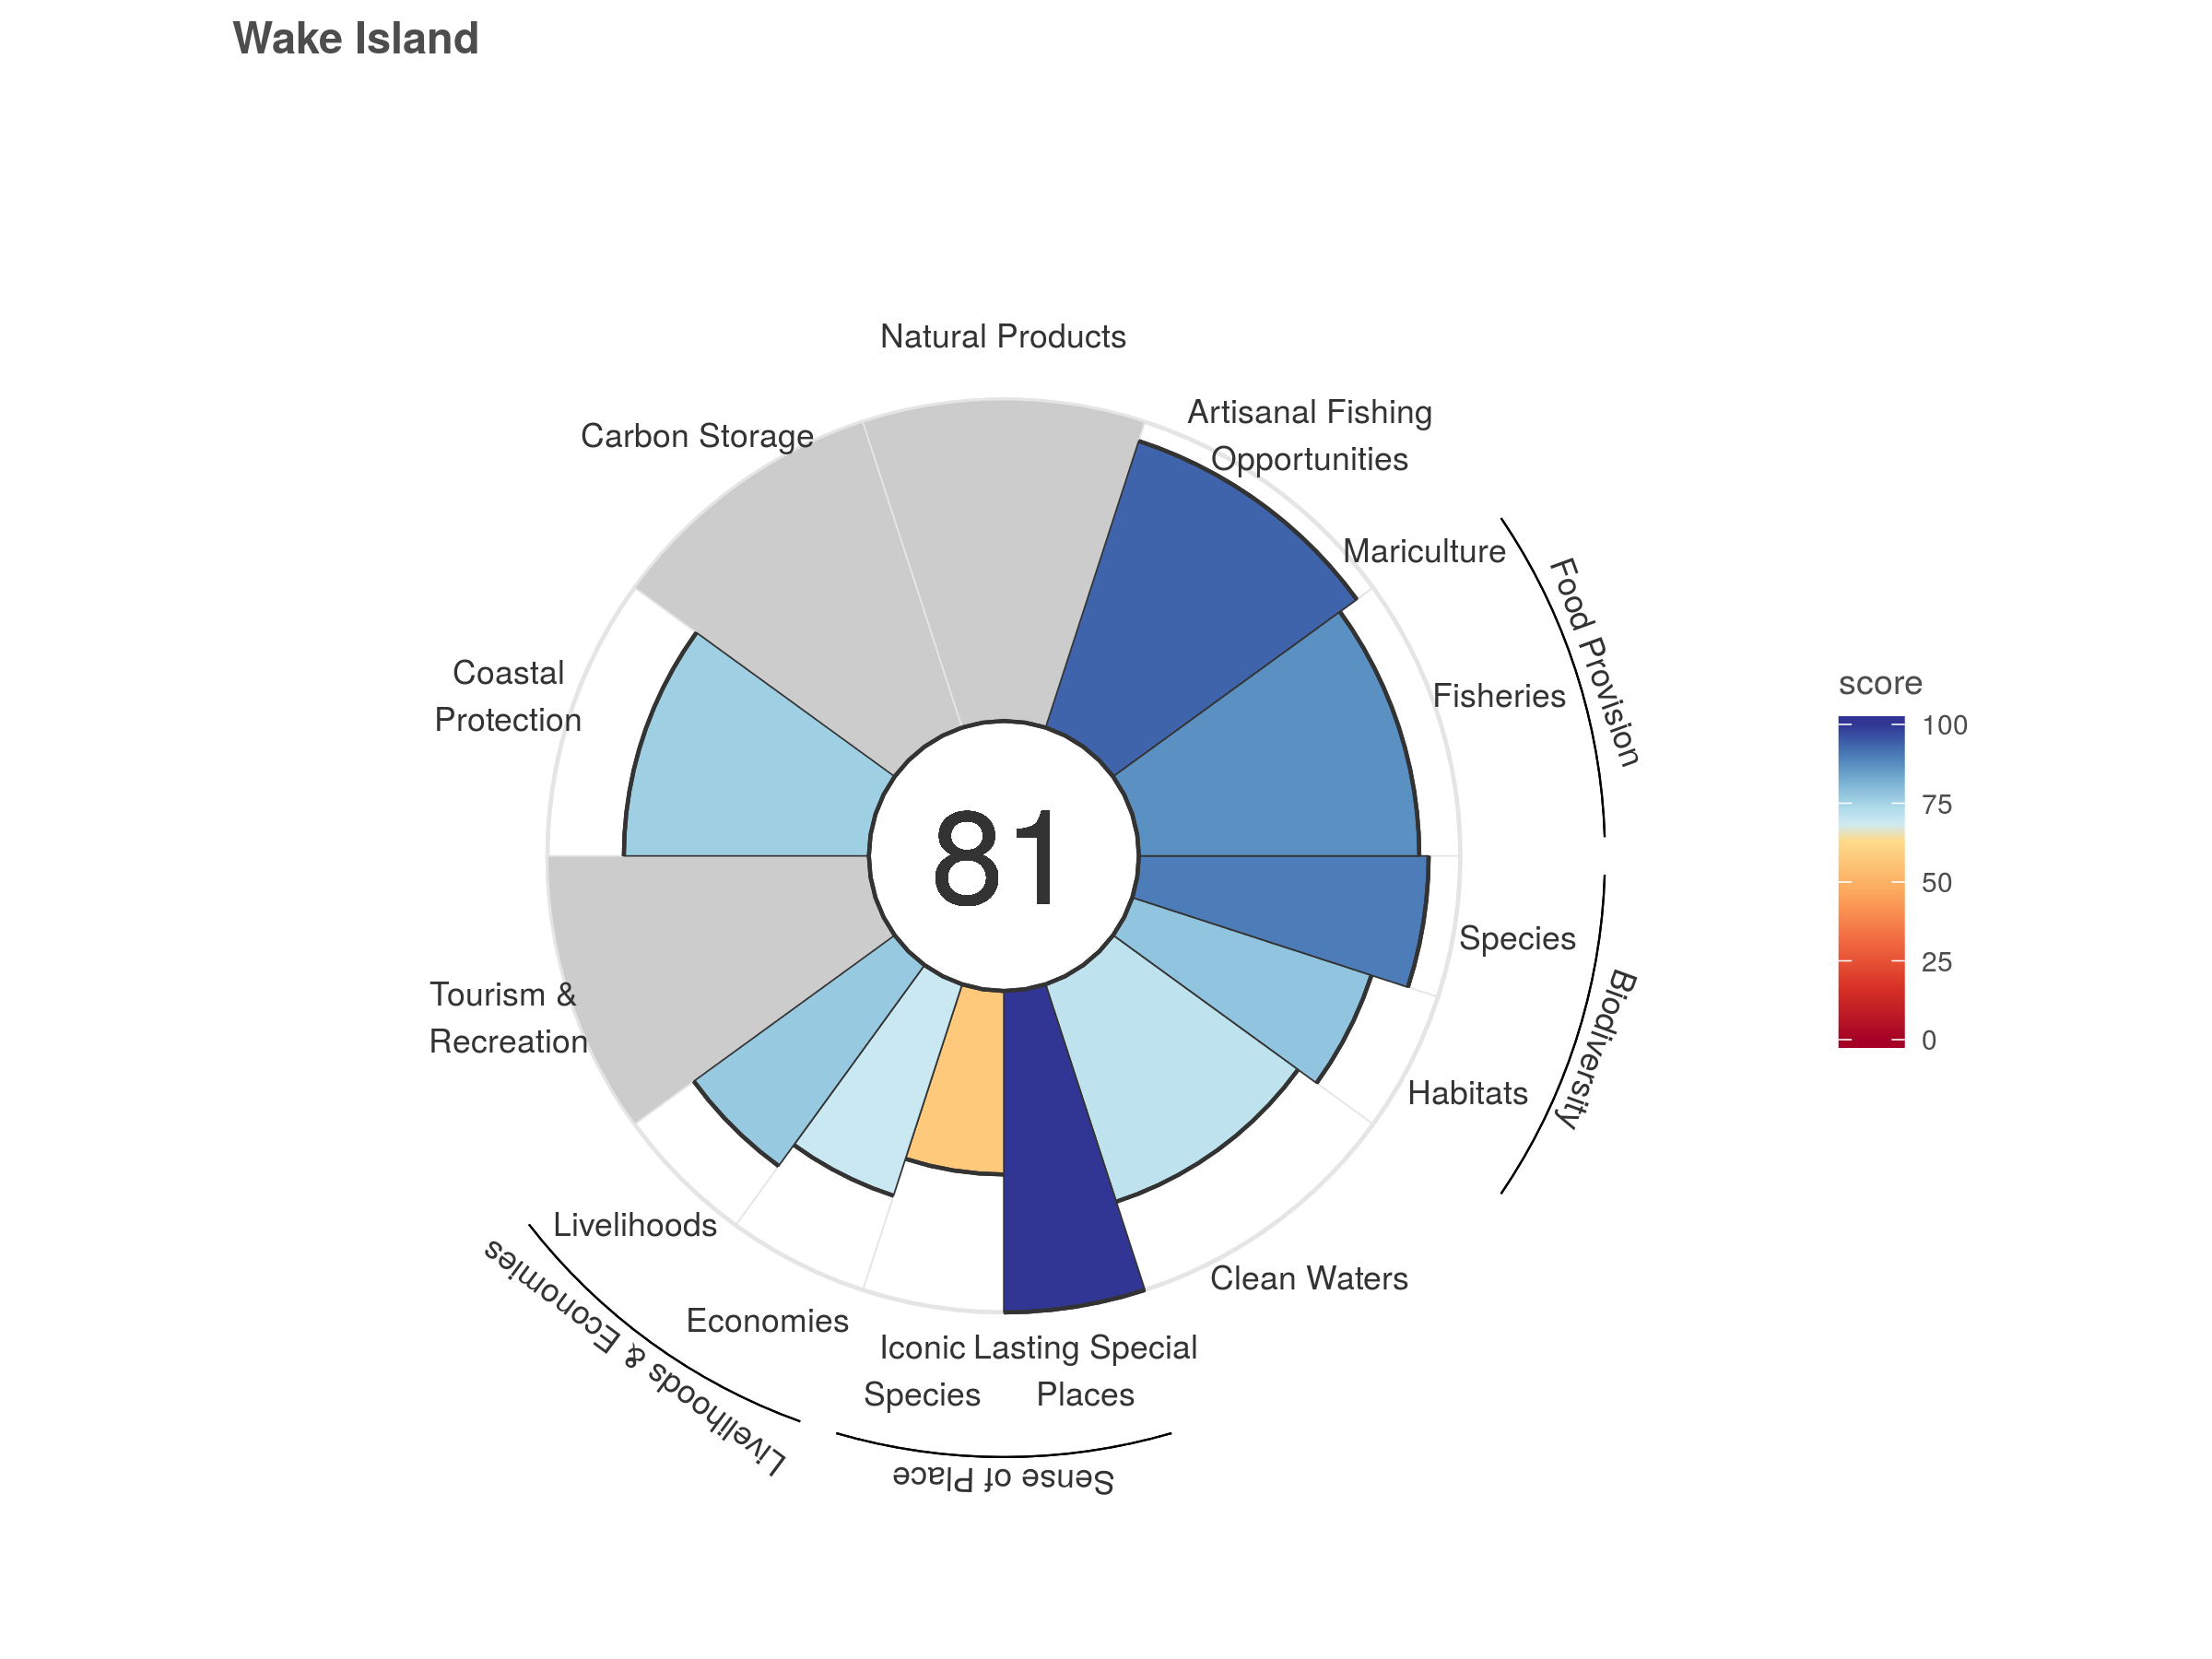 Wake Island
Natural Products
Artisanal Fishing
Opportunities
Carbon Storage
Mariculture
Food Provision
Fisheries
Coastal
Protection
score
100
75
50
25
0
81
Species
Biodiversity
Tourism &
Recreation
Habitats
Livelihoods
Clean Waters
Livelihoods & Economies
Economies
Iconic
Species
Lasting Special
Places
Sense of Place